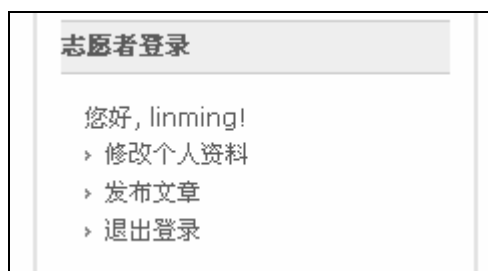 志愿者登录
您好, linming!
› 修改个人资料
› 发布文章
› 退出登录